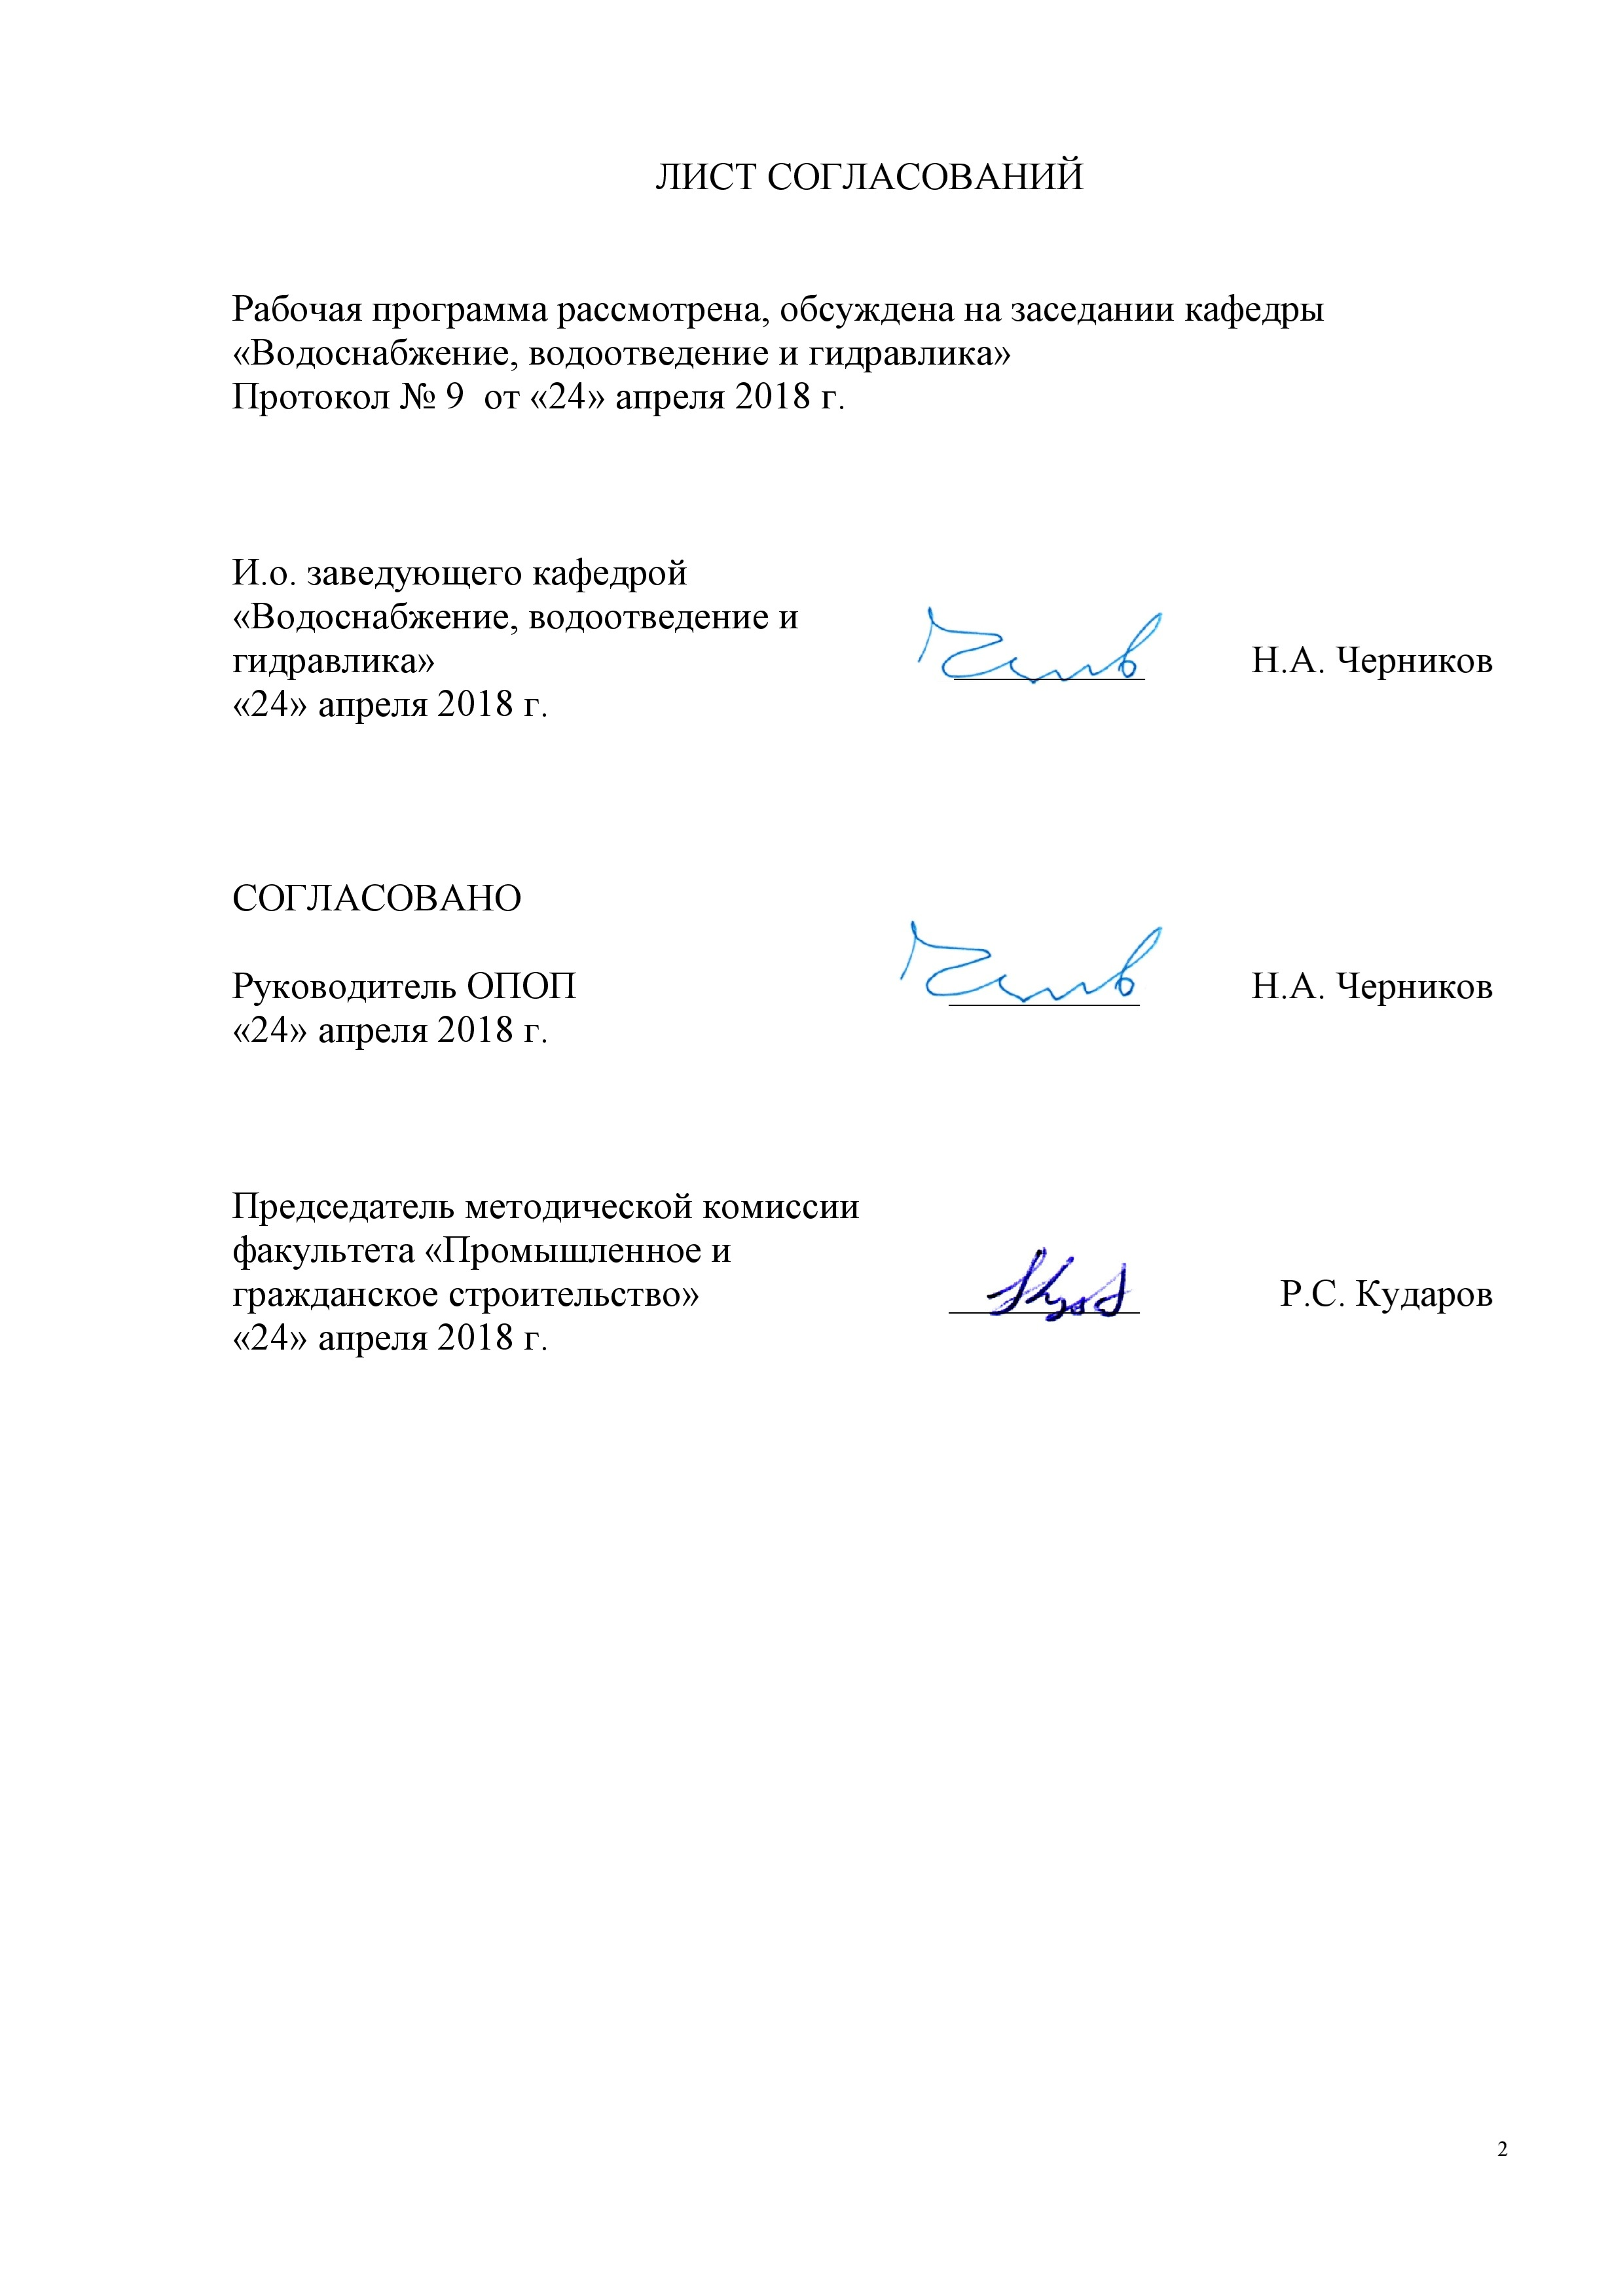 ЛИСТ СОГЛАСОВАНИЙ
Рабочая программа рассмотрена, обсуждена на заседании кафедры
«Водоснабжение, водоотведение и гидравлика»
Протокол № 9 от «24» апреля 2018 г.
И.о. заведующего кафедрой
«Водоснабжение, водоотведение и
гидравлика» Н.А. Черников
«24» апреля 2018 г.
СОГЛАСОВАНО
Руководитель ОПОП Н.А. Черников
«24» апреля 2018 г.
Председатель методической комиссии
факультета «Промышленное и
гражданское строительство» Р.С. Кударов
«24» апреля 2018 г.
2